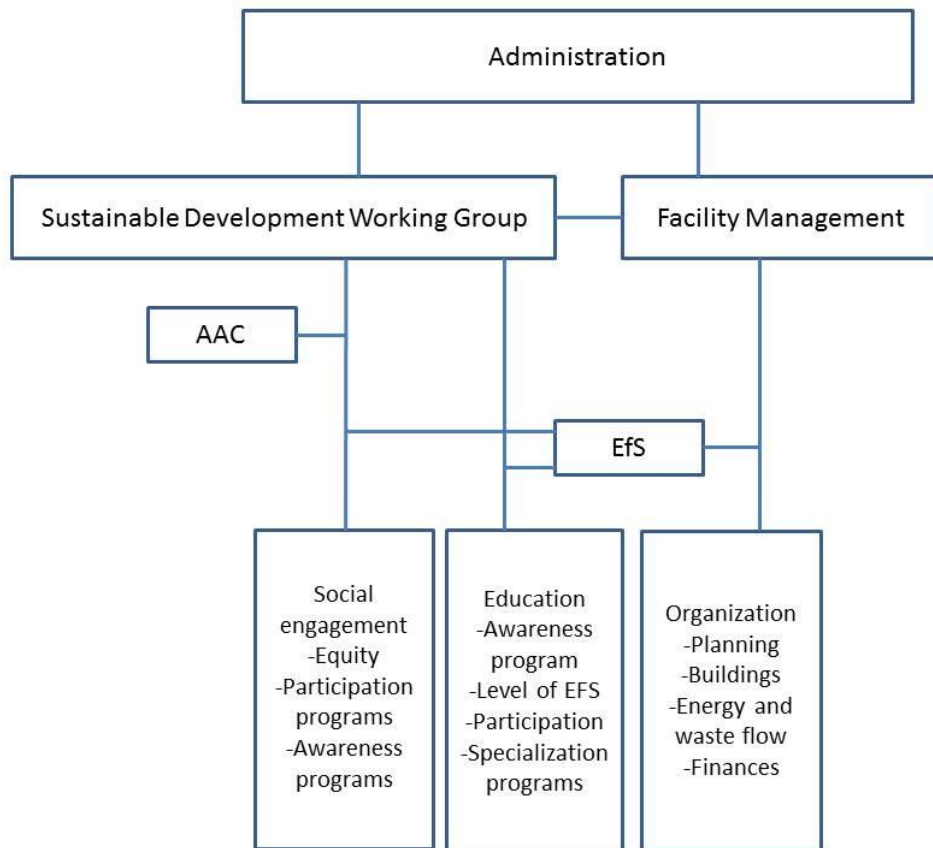 Administration
Sustainable Development Working Group
Facility Management
AAC
EfS
Social
engagement
-Equity
-Participation
programs
-Awareness
programs
Education
-Awareness
program
-Level of EFS
-Participation
-Specialization
programs
Organization
-Planning
-Buildings
-Energy and
waste flow
-Finances